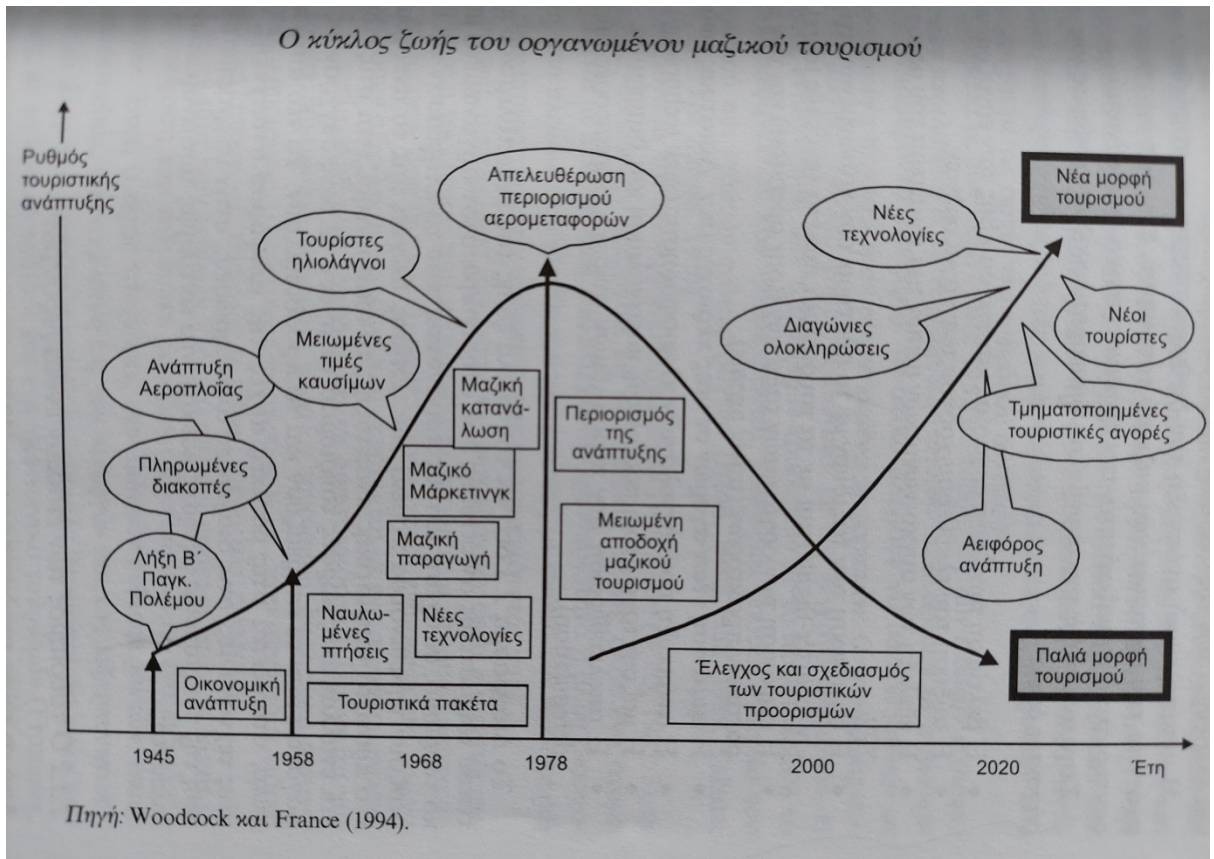 Ο κύκλος ζωής του οργανωμένου μαζικού τουρισμού
Ρυθμός
τουριστικής
ανάπτυξης
Απελευθέρωση
περιορισμού
αερομεταφορών
Τουρίστες
ηλιολάγνοι
Μειωμένες
τιμές
καυσίμων
Ανάπτυξη
Αεροπλοΐας
Πληρωμένες
διακοπές
Λήξη Β΄
Παγκ.
Πολέμου
Μαζική
κατανά-
λωση
Μαζικό
Μάρκετινγκ
Μαζική
παραγωγή
Ναυλω-
μένες
πτήσεις
Νέες
τεχνολογίες
Οικονομική
ανάπτυξη
Τουριστικά πακέτα
Περιορισμός
της
ανάπτυξης
Μειωμένη
αποδοχή
μαζικού
τουρισμού
Έλεγχος και σχεδιασμός
των τουριστικών
προορισμών
Νέα μορφή
τουρισμού
Νέες
τεχνολογίες
Διαγώνιες
ολοκληρώσεις
Νέοι
τουρίστες
Τμηματοποιημένες
τουριστικές αγορές
Αειφόρος
ανάπτυξη
Παλιά μορφή
τουρισμού
1945
1958
1968
1978
2000
2020
Έτη
Πηγή: Woodcock και France (1994).